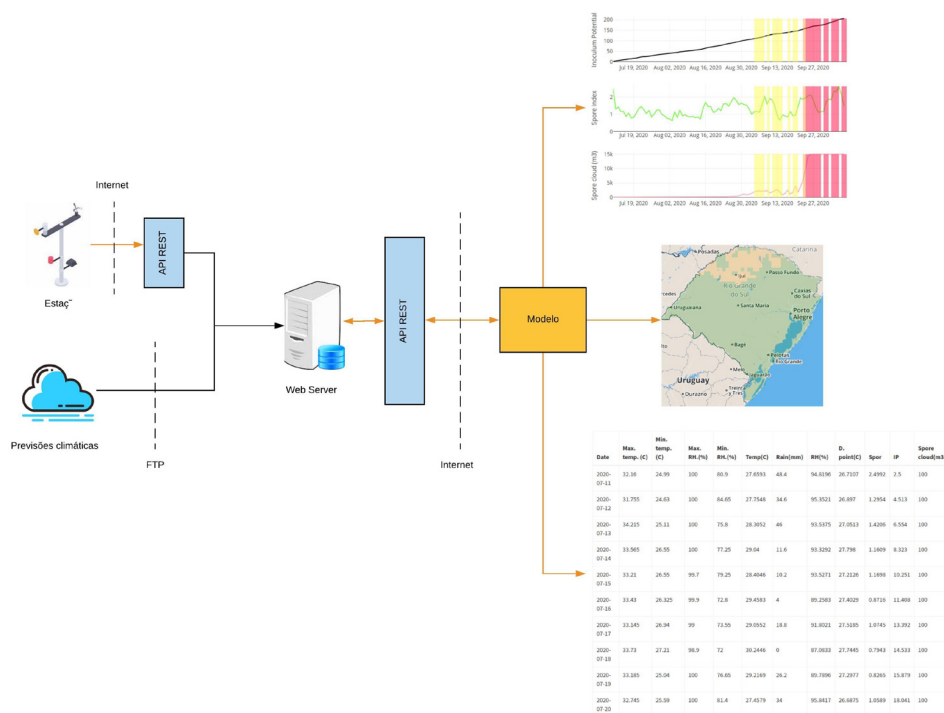 Internet
API REST
Estaç˜
Previsões climáticas
FTP
Web Server
API REST
Internet
Modelo
Inoculum Potential
200
150
100
50
0
Jul 19, 2020 Aug 02, 2020 Aug 16, 2020 Aug 30, 2020 Sep 13, 2020 Sep 27, 2020
Spore index
2
1
0
Jul 19, 2020 Aug 02, 2020 Aug 16, 2020 Aug 30, 2020 Sep 13, 2020 Sep 27, 2020
Spore cloud (m3)
15k
10k
5k
0
Jul 19, 2020 Aug 02, 2020 Aug 16, 2020 Aug 30, 2020 Sep 13, 2020 Sep 27, 2020
Posadas
Catarina
Ijuí
Passo Fundo
Rio Grande do Sul
Caxias do Sul
Uruguaiana
Santa Maria
Porto Alegre
Bagé
Pelotas
Rio Grande
Melo
Jaguarão
Uruguay
Treinta y Tres
Durazno
Date Max. temp. (C) Min. temp. (C) Max. RH.(%) Min. RH.(%) Temp(C) Rain(mm) RH(%) D. point(C) Spor IP Spore cloud(m3)
2020-07-11 32.38 24.99 100 80.9 27.6593 48.4 94.8196 26.7107 2.4992 2.5 100
2020-07-12 31.755 24.63 100 84.65 27.7548 34.6 95.3521 26.897 1.2954 4.513 100
2020-07-13 34.215 25.11 100 75.8 28.3052 46 93.5375 27.0513 1.4206 6.554 100
2020-07-14 33.565 26.55 100 77.25 29.04 11.6 93.3292 27.798 1.1609 8.323 100
2020-07-15 33.21 26.55 99.7 79.25 28.4046 10.2 93.5271 27.2126 1.1698 10.251 100
2020-07-16 33.43 26.325 99.9 72.8 29.4583 4 89.2583 27.4029 0.8716 11.408 100
2020-07-17 33.145 26.94 99 73.55 29.0552 18.8 91.8021 27.5185 1.0745 13.392 100
2020-07-18 33.73 27.21 98.9 72 30.2446 0 87.0833 27.7445 0.7943 14.533 100
2020-07-19 33.185 25.04 100 76.65 29.2169 26.2 89.7896 27.2977 0.8265 15.879 100
2020-07-20 32.745 25.59 100 81.4 27.4579 34 95.8417 26.6875 1.0589 18.041 100